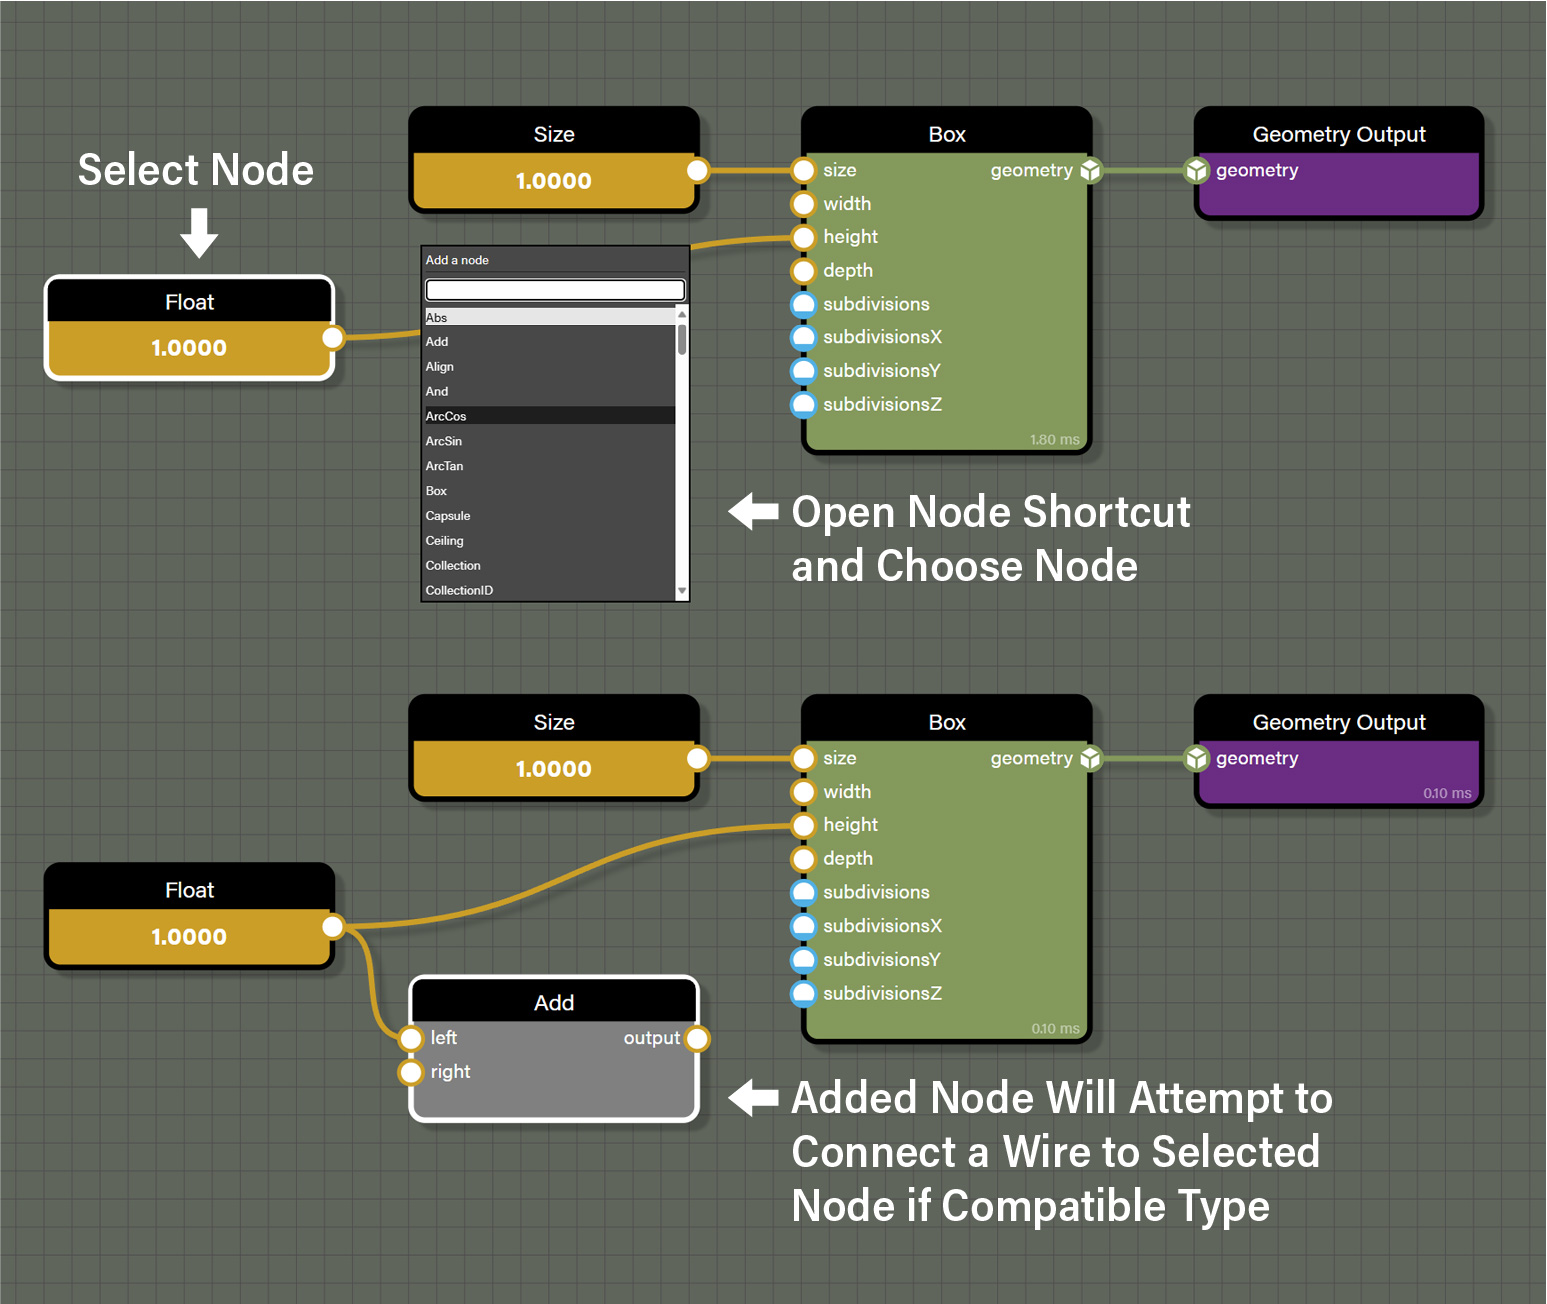 Select Node
Size
1.0000
Box
size
geometry
width
height
depth
subdivisions
subdivisionsX
subdivisionsY
subdivisionsZ
1.80 ms
Geometry Output
geometry
Float
1.0000
Add a node
Abs
Add
Align
And
ArcCos
ArcSin
ArcTan
Box
Capsule
Ceiling
Collection
CollectionID
Open Node Shortcut
and Choose Node
Size
1.0000
Box
size
geometry
width
height
depth
subdivisions
subdivisionsX
subdivisionsY
subdivisionsZ
0.10 ms
Geometry Output
geometry
0.10 ms
Float
1.0000
Add
left
output
right
Added Node Will Attempt to
Connect a Wire to Selected
Node if Compatible Type